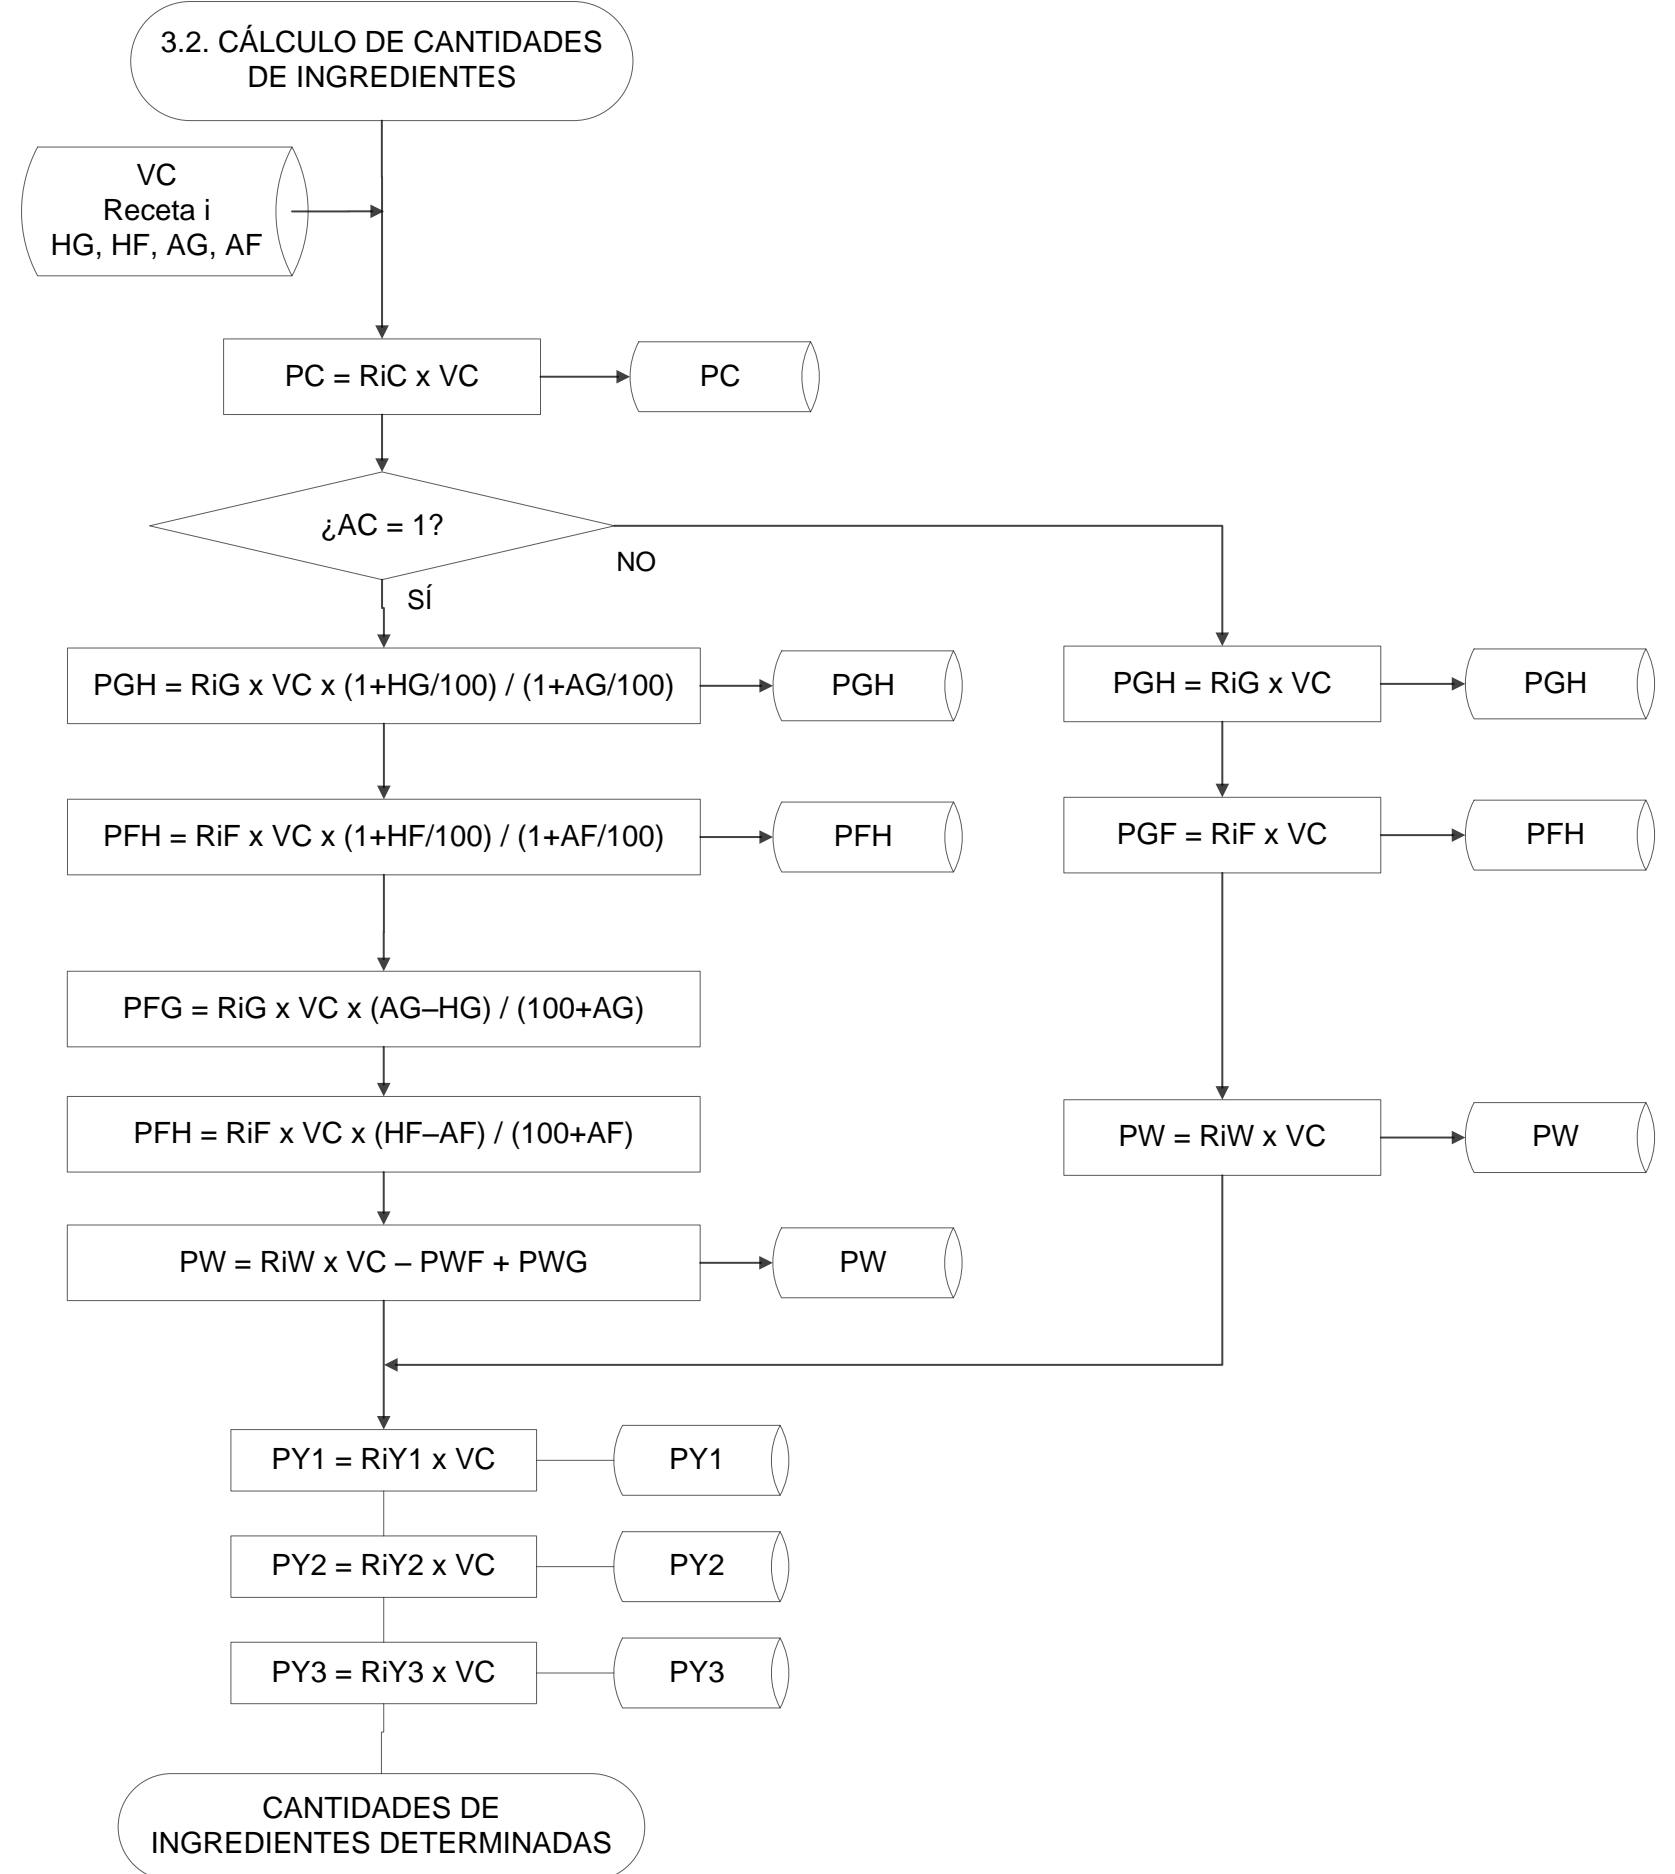 3.2. CÁLCULO DE CANTIDADES
DE INGREDIENTES
VC
Receta i
HG, HF, AG, AF
PC = RiC x VC
PC
¿AC = 1?
NO
SÍ
PGH = RiG x VC x (1+HG/100) / (1+AG/100)
PGH
PGH = RiG x VC
PGH
PFH = RiF x VC x (1+HF/100) / (1+AF/100)
PFH
PGF = RiF x VC
PFH
PFG = RiG x VC x (AG–HG) / (100+AG)
PFH = RiF x VC x (HF–AF) / (100+AF)
PW = RiW x VC
PW
PW = RiW x VC – PWF + PWG
PW
PY1 = RiY1 x VC
PY1
PY2 = RiY2 x VC
PY2
PY3 = RiY3 x VC
PY3
CANTIDADES DE
INGREDIENTES DETERMINADAS